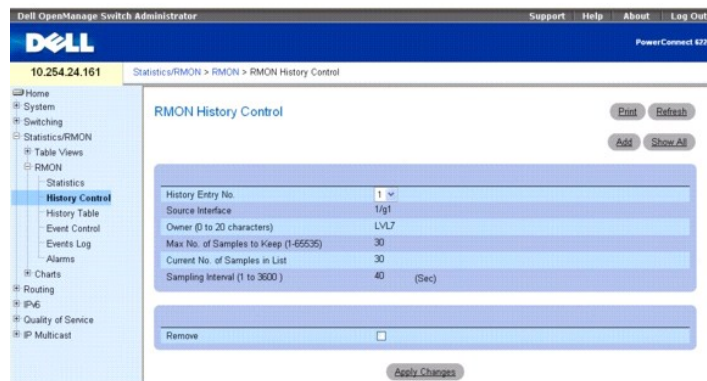 Dell OpenManage Switch Administrator
Support Help About Log Out
DELL
PowerConnect 622
10.254.24.161
Statistics/RMON > RMON > RMON History Control
Home
System
Switching
Statistics/RMON
Table Views
RMON
Statistics
History Control
History Table
Event Control
Events Log
Alarms
Charts
Routing
IPv6
Quality of Service
IP Multicast
RMON History Control
Print Refresh
Add Show All
History Entry No. 1
Source Interface 1/g1
Owner (0 to 20 characters) LVL7
Max No. of Samples to Keep (1-65535) 30
Current No. of Samples in List 30
Sampling Interval (1 to 3600 ) 40 (Sec)
Remove
Apply Changes